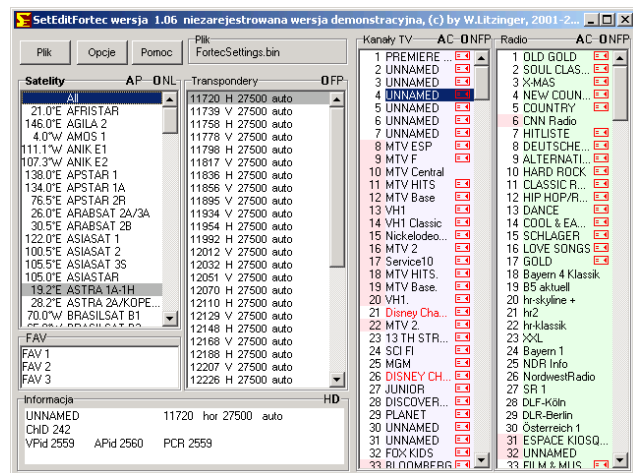 SetEditFortec wersja 1.06 niezarejestrowana wersja demonstracyjna, (c) by W.Litzinger, 2001-2...
Plik
Opcje
Pomoc
Plik
FortecSettings.bin
Satelity AP ONL
All
21.0°E AFRISTAR
146.0°E AGILA 2
4.0°W AMOS 1
111.1°W ANIK E1
107.3°W ANIK E2
138.0°E APSTAR 1
134.0°E APSTAR 1A
76.5°E APSTAR 2R
26.0°E ARABSAT 2A/3A
30.5°E ARABSAT 2B
122.0°E ASIASAT 1
100.5°E ASIASAT 2
105.5°E ASIASAT 3S
105.0°E ASIASTAR
19.2°E ASTRA 1A-1H
28.2°E ASTRA 2A/KOPE...
70.0°W BRASILSAT B1
FAV
FAV 1
FAV 2
FAV 3
Transpondery OFP
11720 H 27500 auto
11739 V 27500 auto
11758 H 27500 auto
11778 V 27500 auto
11798 H 27500 auto
11817 V 27500 auto
11836 H 27500 auto
11856 V 27500 auto
11895 V 27500 auto
11934 V 27500 auto
11954 H 27500 auto
11992 H 27500 auto
12012 V 27500 auto
12032 H 27500 auto
12051 V 27500 auto
12070 H 27500 auto
12110 H 27500 auto
12129 V 27500 auto
12148 H 27500 auto
12168 V 27500 auto
12188 H 27500 auto
12207 V 27500 auto
12226 H 27500 auto
Informacja HD
UNNAMED 11720 hor 27500 auto
ChID 242
VPid 2559 APid 2560 PCR 2559
Kanały TV AC ONFP
1 PREMIERE ...
2 UNNAMED
3 UNNAMED
4 UNNAMED
5 UNNAMED
6 UNNAMED
7 UNNAMED
8 MTV ESP
9 MTV F
10 MTV Central
11 MTV HITS
12 MTV Base
13 VH1
14 VH1 Classic
15 Nickelodeo...
16 MTV 2
17 Service10
18 MTV HITS.
19 MTV Base.
20 VH1.
21 Disney Cha...
22 MTV 2.
23 13 TH STR...
24 SCI FI
25 MGM
26 DISNEY CH...
27 JUNIOR
28 DISCOVER...
29 PLANET
30 UNNAMED
31 UNNAMED
32 FOX KIDS
33 BLOOMBERG
Radio AC ONFP
1 OLD GOLD
2 SOUL CLAS...
3 X-MAS
4 NEW COUN...
5 COUNTRY
6 CNN Radio
7 HITLISTE
8 DEUTSCHE...
9 ALTERNATI...
10 HARD ROCK
11 CLASSIC R...
12 HIP HOP/R...
13 DANCE
14 COOL & EA...
15 SCHLAGER
16 LOVE SONGS
17 GOLD
18 Bayern 4 Klassik
19 B5 aktuell
20 hr-skyline +
21 hr2
22 hr-klassik
23 XXL
24 Bayern 1
25 NDR Info
26 NordwestRadio
27 SR 1
28 DLF-Köln
29 DLR-Berlin
30 Österreich 1
31 ESPACE KIOSQ...
32 UNNAMED
33 FILM & MUS...